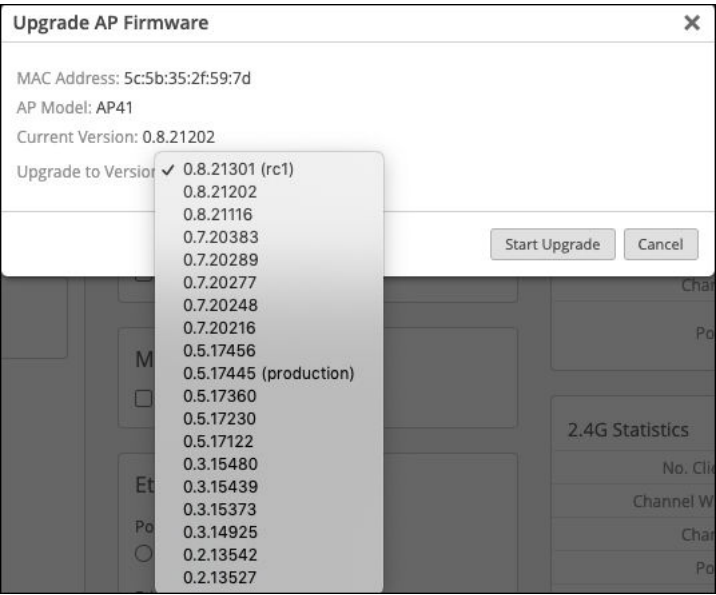 Upgrade AP Firmware
MAC Address: 5c:5b:35:2f:59:7d
AP Model: AP41
Current Version: 0.8.21202
Upgrade to Version
✓ 0.8.21301 (rc1)
0.8.21202
0.8.21116
0.7.20383
0.7.20289
0.7.20277
0.7.20248
0.7.20216
0.5.17456
0.5.17445 (production)
0.5.17360
0.5.17230
0.5.17122
0.3.15480
0.3.15439
0.3.15373
0.3.14925
0.2.13542
0.2.13527
Start Upgrade
Cancel
2.4G Statistics
No.
Channel